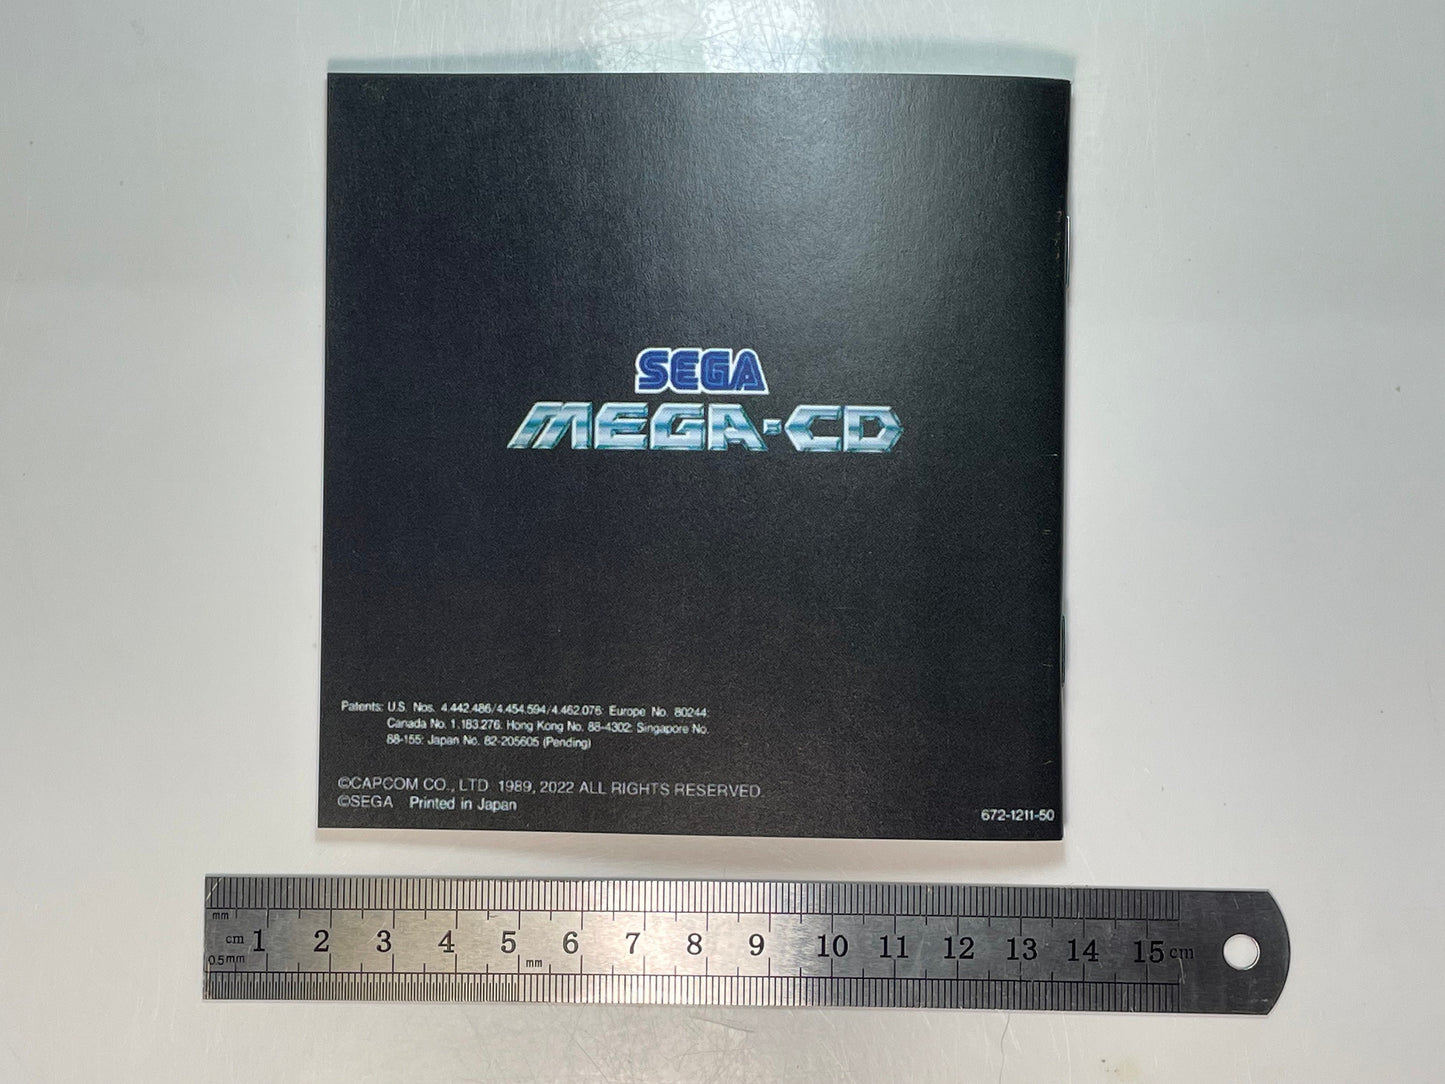 SEGA
MEGA-CD
Patents: U.S. Nos. 4.442.486/4.454.594/4.462.076: Europe No. 80244:
Canada No. 1.183.276: Hong Kong No. 88-4302: Singapore No.
88-155: Japan No. 82-205605 (Pending)
©CAPCOM CO., LTD 1989, 2022 ALL RIGHTS RESERVED.
©SEGA Printed in Japan
672-1211-50
mm
cm 1 2 3 4 5 6 7 8 9 10 11 12 13 14 15 cm
0.5mm mm